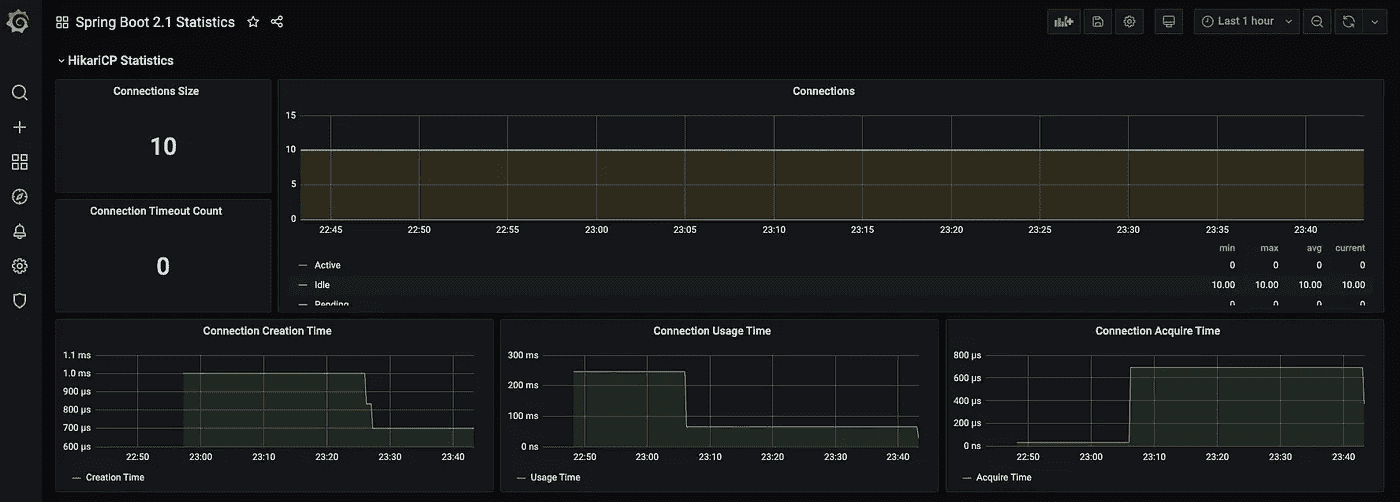 Spring Boot 2.1 Statistics
Last 1 hour
HikariCP Statistics
Connections Size
10
Connection Timeout Count
0
Connections
15
10
5
0
22:45 22:50 22:55 23:00 23:05 23:10 23:15 23:20 23:25 23:30 23:35 23:40
min max avg current
Active 0 0 0 0
Idle 10.00 10.00 10.00 10.00
Pending 0 0 0 0
Connection Creation Time
1.1 ms
1.0 ms
900 µs
800 µs
700 µs
600 µs
22:50 23:00 23:10 23:20 23:30 23:40
Creation Time
Connection Usage Time
300 ms
200 ms
100 ms
0 ns
22:50 23:00 23:10 23:20 23:30 23:40
Usage Time
Connection Acquire Time
800 µs
600 µs
400 µs
200 µs
0 ns
22:50 23:00 23:10 23:20 23:30 23:40
Acquire Time